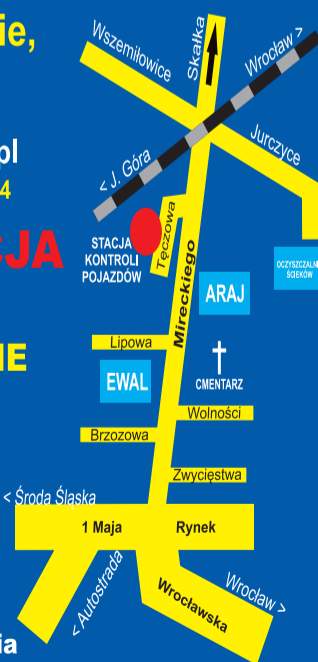 ie,
Skałka
Wszemiłowice
Wrocław >
pl
4
Jurczyce
< J. Góra
CJA
Tęczowa
STACJA
KONTROLI
POJAZDÓW
OCZYSZCZALNIA
ŚCIEKÓW
ARAJ
Mireckiego
Lipowa
IE
EWAL
CMENTARZ
Wolności
Brzozowa
Zwycięstwa
< Środa Śląska
1 Maja
Rynek
< Autostrada
Wrocławska
Wrocław >
ia